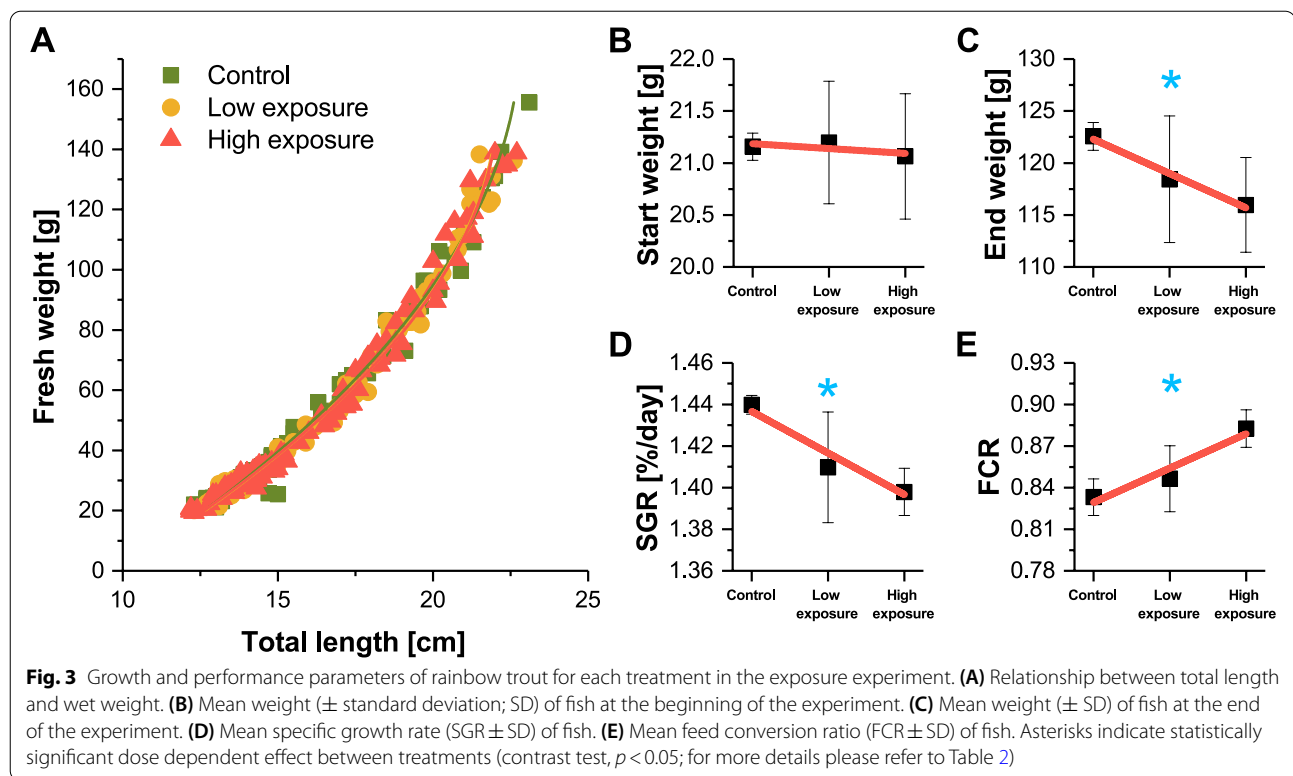 A
Control
Low exposure
High exposure
Fresh weight [g]
160
140
120
100
80
60
40
20
0
10
15
20
25
Total length [cm]
B
Start weight [g]
22.0
21.5
21.0
20.5
20.0
Control
Low
exposure
High
exposure
C
End weight [g]
130
125
120
115
110
*
Control
Low
exposure
High
exposure
D
SGR [%/day]
1.46
1.44
1.42
1.40
1.38
1.36
*
Control
Low
exposure
High
exposure
E
FCR
0.93
0.90
0.87
0.84
0.81
0.78
*
Control
Low
exposure
High
exposure
Fig. 3 Growth and performance parameters of rainbow trout for each treatment in the exposure experiment. (A) Relationship between total length
and wet weight. (B) Mean weight (± standard deviation; SD) of fish at the beginning of the experiment. (C) Mean weight (± SD) of fish at the end
of the experiment. (D) Mean specific growth rate (SGR ± SD) of fish. (E) Mean feed conversion ratio (FCR ± SD) of fish. Asterisks indicate statistically
significant dose dependent effect between treatments (contrast test, p < 0.05; for more details please refer to Table 2)